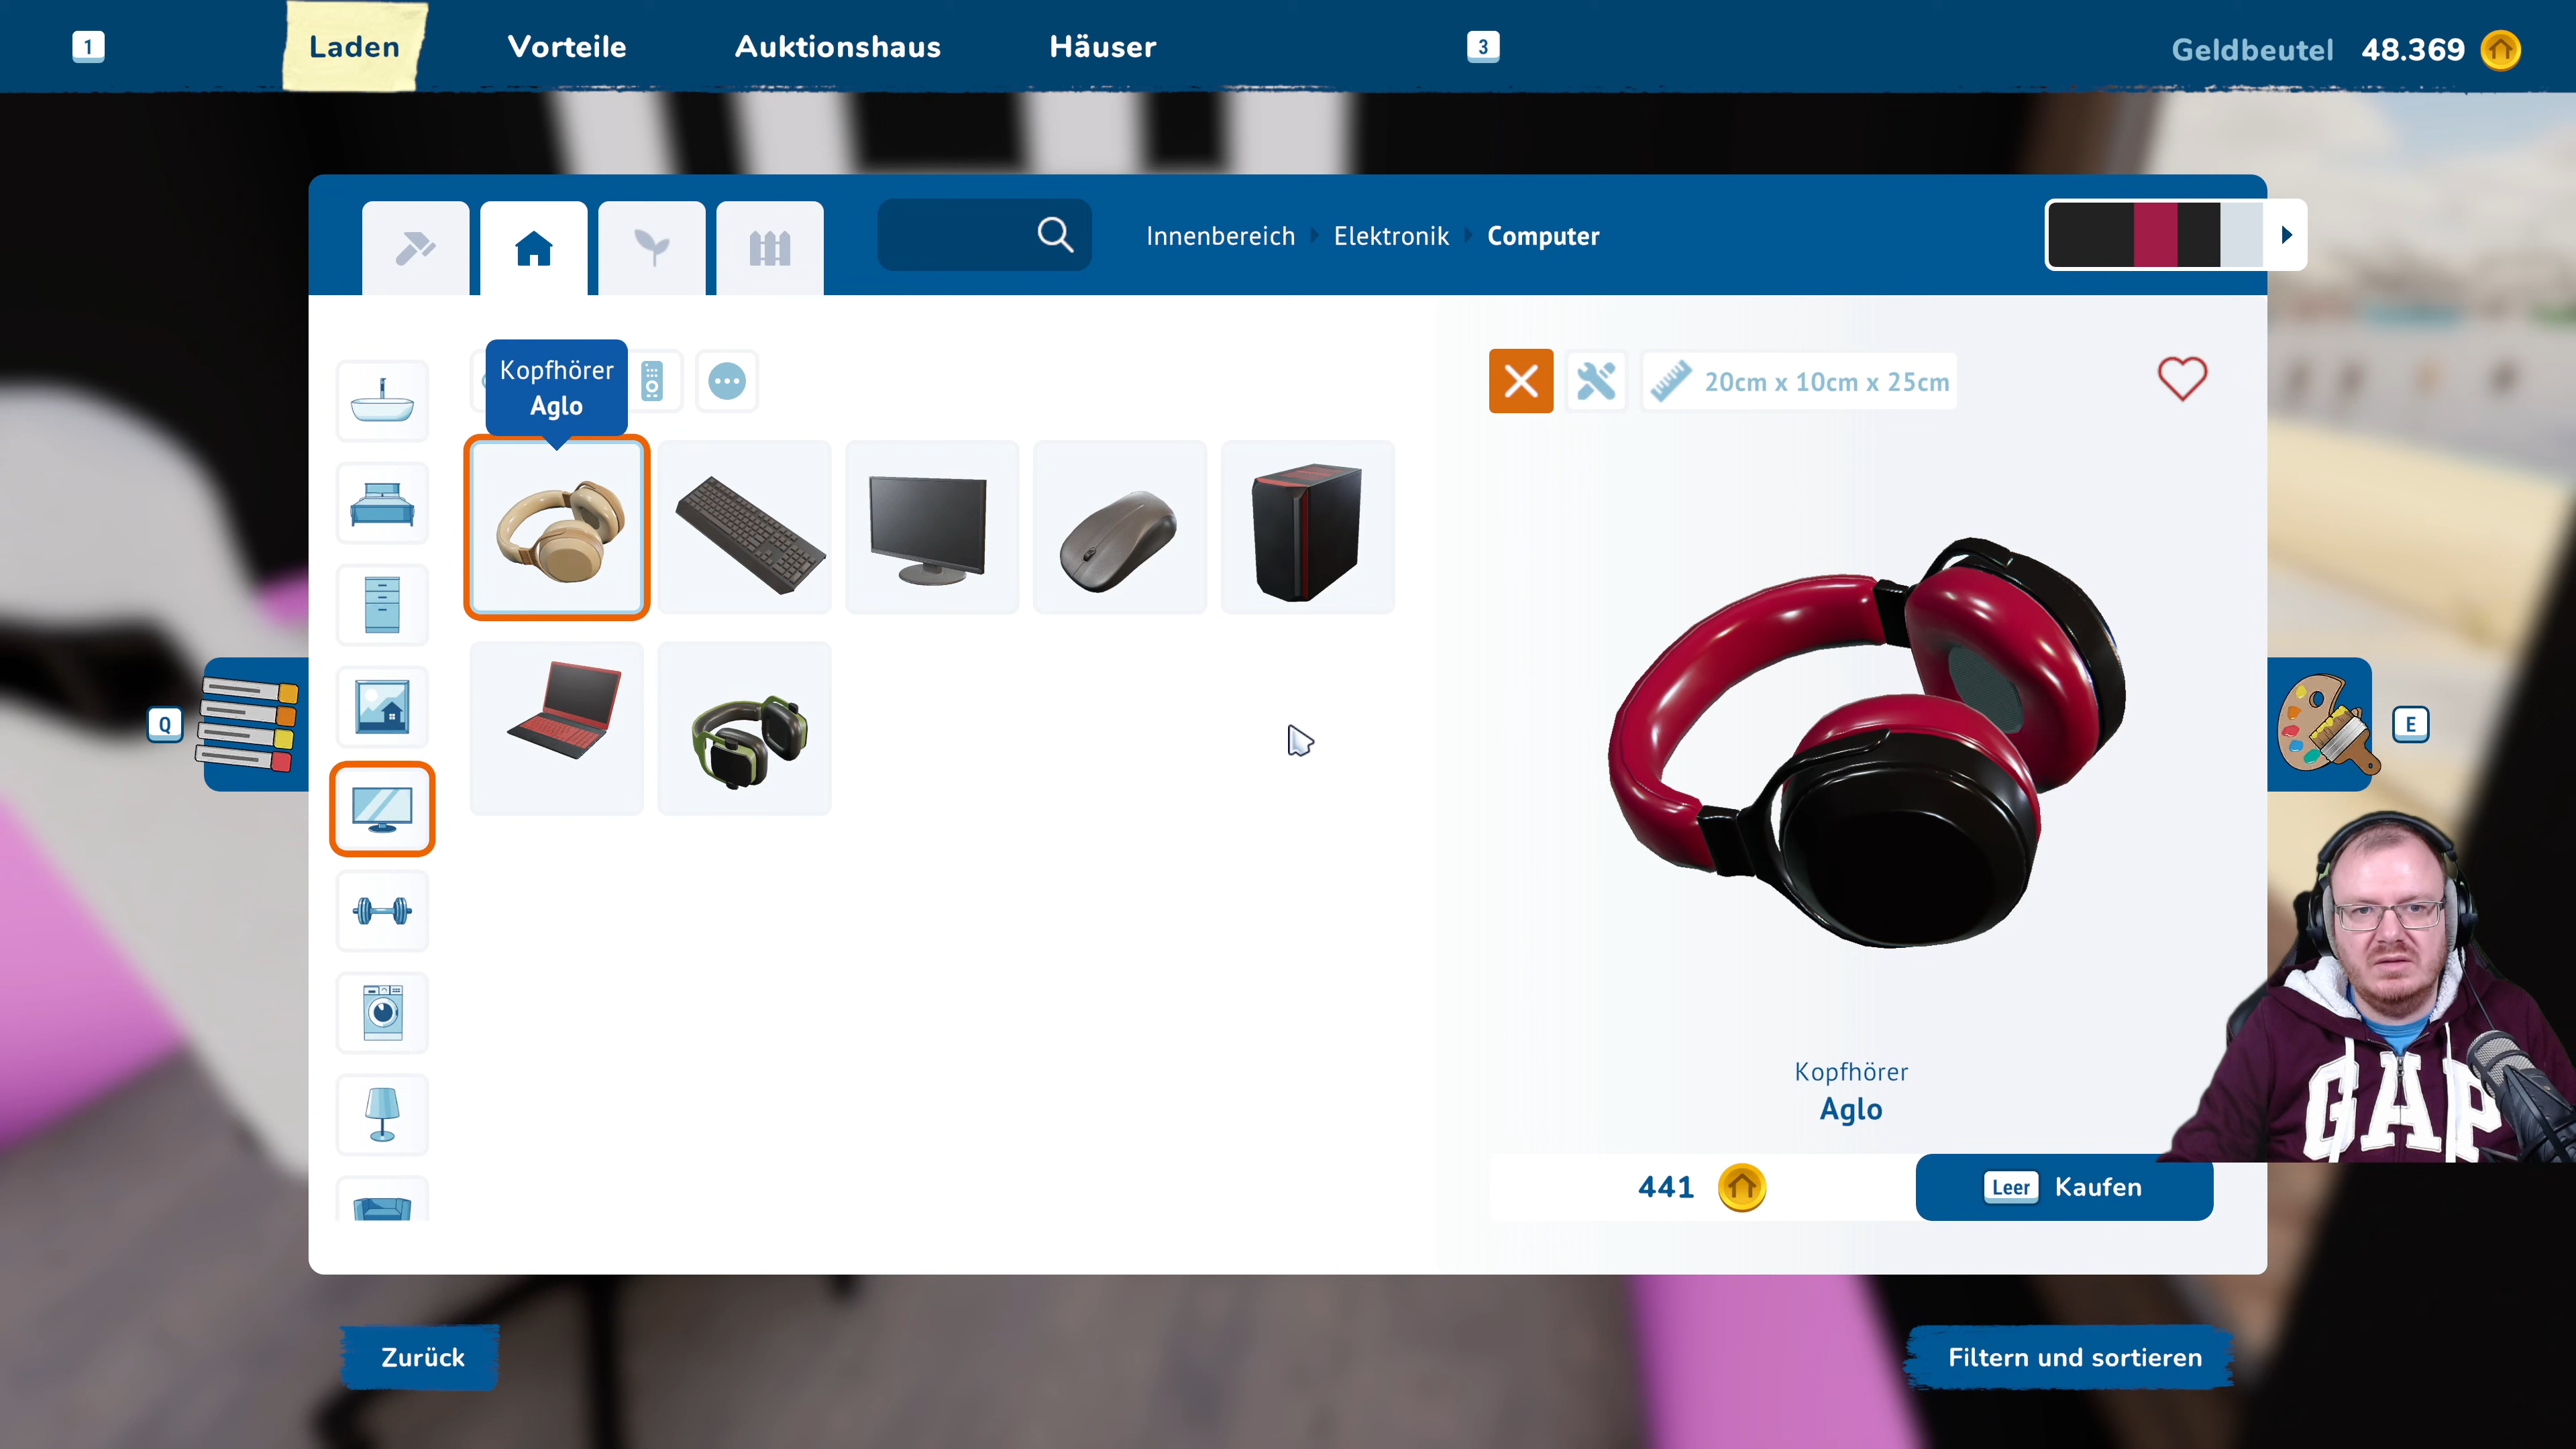 1
Laden
Vorteile
Auktionshaus
Häuser
3
Geldbeutel 48.369
Innenbereich Elektronik Computer
Kopfhörer
Aglo
20cm x 10cm x 25cm
Q
E
Kopfhörer
Aglo
GAP
441
Leer Kaufen
Zurück
Filtern und sortieren